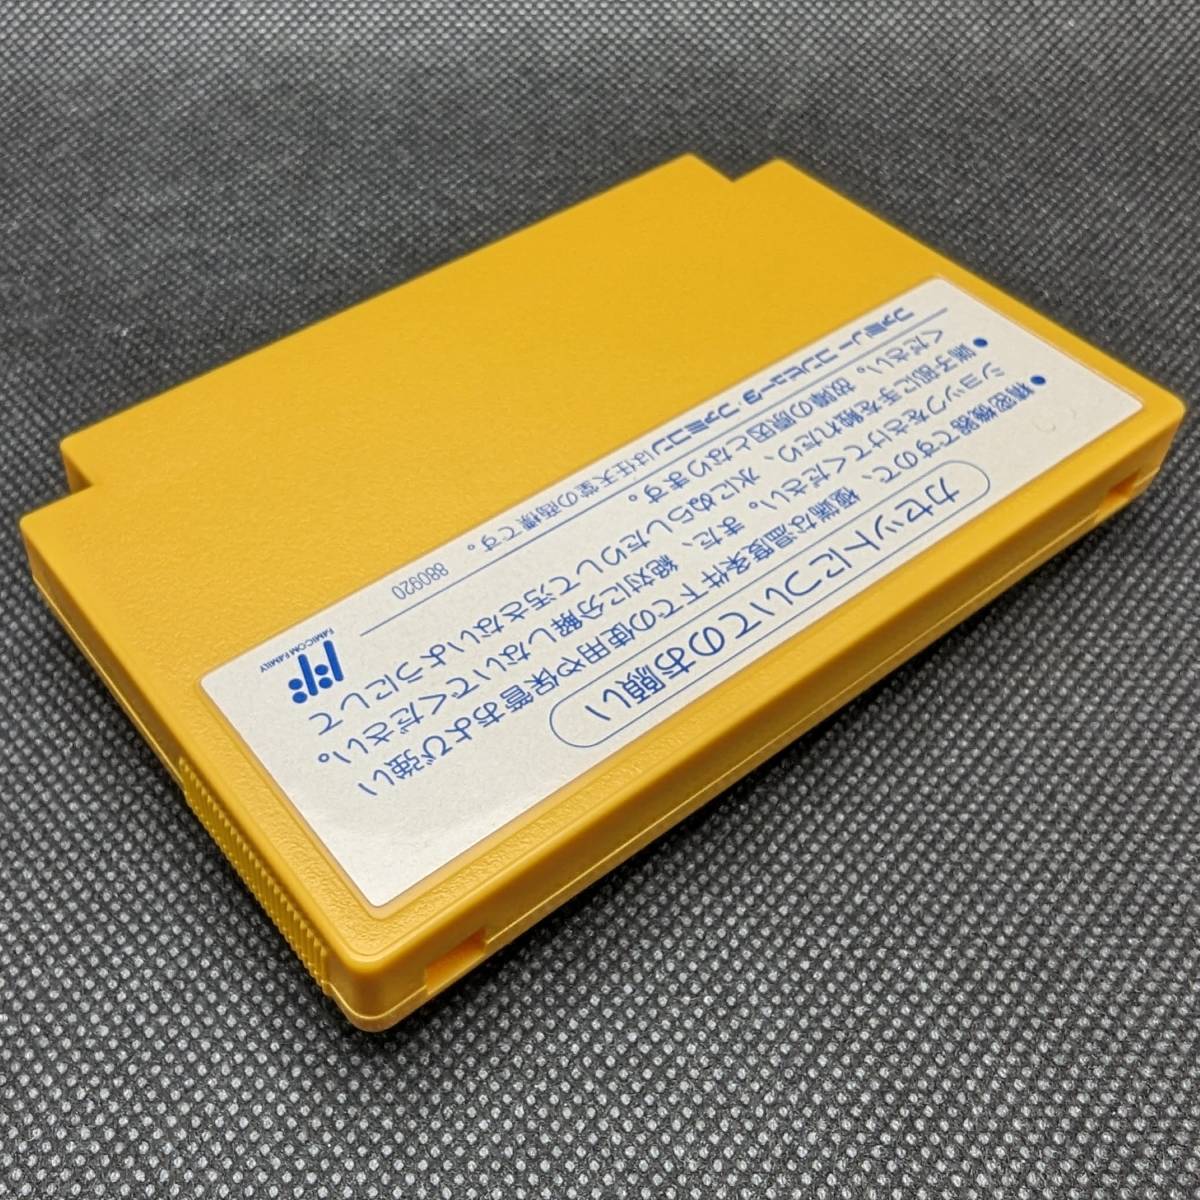 カセットについてのお願い
●精密機器ですので、極端な温度条件下での使用や保管および強い
ショックをさけてください。また、絶対に分解しないでください。
●端子部に手を触れたり、水にぬらしたりして汚さないようにして
ください。故障の原因となります。
ファミリーコンピュータ ファミコンは任天堂の商標です。
880920
FAMICOM FAMILY